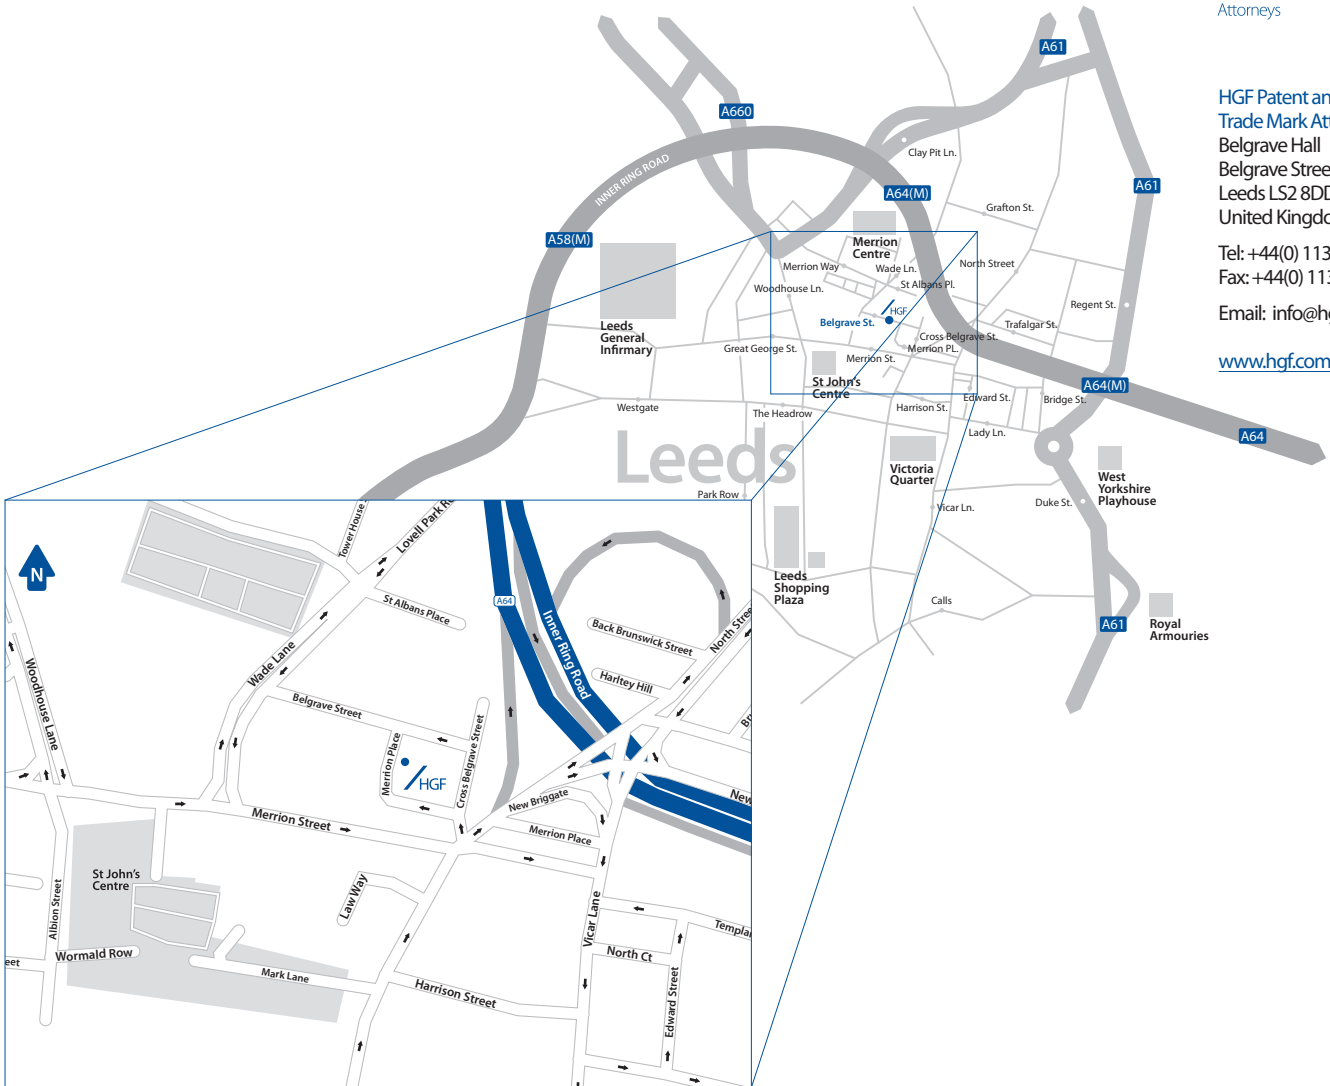 Attorneys
HGF Patent an
Trade Mark Att
Belgrave Hall
Belgrave Stree
Leeds LS2 8DD
United Kingdo
Tel: +44(0) 113
Fax: +44(0) 113
Email: info@hg
www.hgf.com
A61
A660
INNER RING ROAD
Clay Pit Ln.
A64(M)
A61
A58(M)
Grafton St.
Merrion
Centre
Merrion Way
Wade Ln.
North Street
Woodhouse Ln.
St Albans Pl.
HGF
Belgrave St.
Regent St.
Trafalgar St.
Leeds
General
Infirmary
Cross Belgrave St.
Great George St.
Merrion PL.
Merrion St.
St John's
Centre
A64(M)
Edward St.
Bridge St.
Westgate
The Headrow
Harrison St.
Lady Ln.
A64
Leeds
Victoria
Quarter
West
Yorkshire
Playhouse
Park Row
Duke St.
Vicar Ln.
Leeds
Shopping
Plaza
Calls
A61
Royal
Armouries
N
Tower House
Lovell Park R
A64
Inner Ring Road
St Albans Place
Back Brunswick Street
North Stree
Harltey Hill
Wade Lane
Woodhouse Lane
Belgrave Street
Merrion Place
Cross Belgrave Street
HGF
Br
New
New Briggate
Merrion Street
Merrion Place
St John's
Centre
Law Way
Albion Street
Vicar Lane
Templa
Wormald Row
North Ct
eet
Mark Lane
Harrison Street
Edward Street